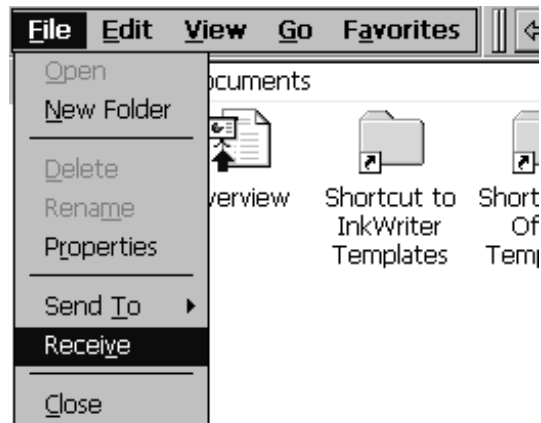 File Edit View Go Favorites
Open
New Folder
Delete
Rename
Properties
Send To
Receive
Close
ocuments
verview
Shortcut to
InkWriter
Templates
Short
Of
Temp